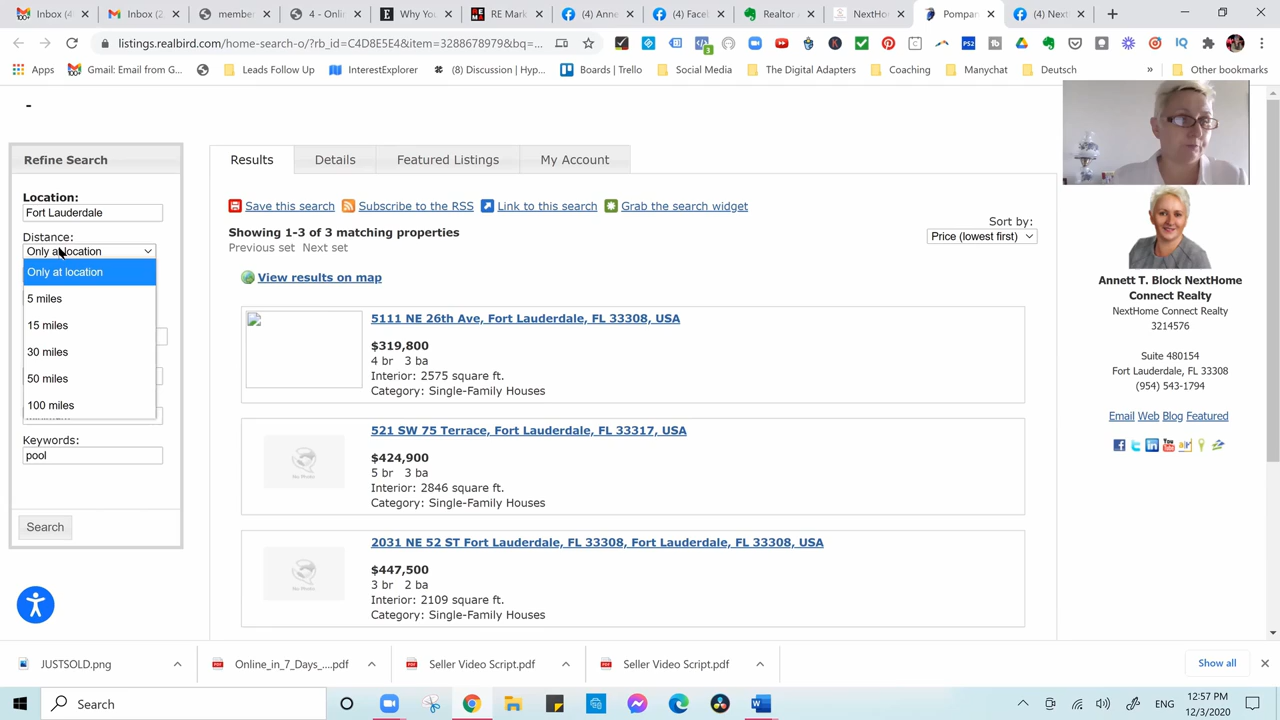 Inbox (4
Inbox (2
member
4 - Onlin
Why You
RE Mark
(4) Anne
(4) Face
Realtor
NextHo
Pompan
(4) Nex
listings.realbird.com/home-search-o/?rb_id=C4D8E5E4&item=3288678979&bq=...
Apps
Gmail: Email from G...
Leads Follow Up
InterestExplorer
(8) Discussion | Hyp...
Boards | Trello
Social Media
The Digital Adapters
Coaching
Manychat
Deutsch
»
Other bookmarks
-
Refine Search
Location:
Fort Lauderdale
Distance:
Only at location
Only at location
5 miles
15 miles
30 miles
50 miles
100 miles
Keywords:
pool
Search
Results
Details
Featured Listings
My Account
Save this search
Subscribe to the RSS
Link to this search
Grab the search widget
Showing 1-3 of 3 matching properties
Previous set Next set
Sort by:
Price (lowest first)
View results on map
5111 NE 26th Ave, Fort Lauderdale, FL 33308, USA
$319,800
4 br 3 ba
Interior: 2575 square ft.
Category: Single-Family Houses
521 SW 75 Terrace, Fort Lauderdale, FL 33317, USA
$424,900
5 br 3 ba
Interior: 2846 square ft.
Category: Single-Family Houses
No Photo
2031 NE 52 ST Fort Lauderdale, FL 33308, Fort Lauderdale, FL 33308, USA
$447,500
3 br 2 ba
Interior: 2109 square ft.
Category: Single-Family Houses
No Photo
Annett T. Block NextHome
Connect Realty
NextHome Connect Realty
3214576
Suite 480154
Fort Lauderdale, FL 33308
(954) 543-1794
Email Web Blog Featured
JUSTSOLD.png
Online_in_7_Days_....pdf
Seller Video Script.pdf
Seller Video Script.pdf
Show all
Search
ENG
12:57 PM
12/3/2020